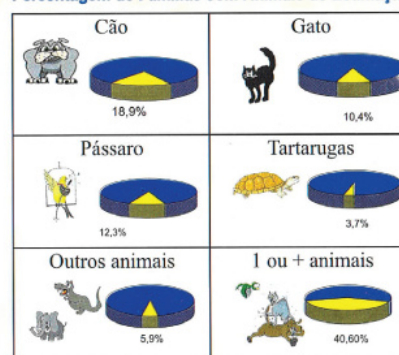 Cão
Gato
18,9%
10,4%
Pássaro
Tartarugas
12,3%
3,7%
Outros animais
1 ou + animais
5,9%
40,60%